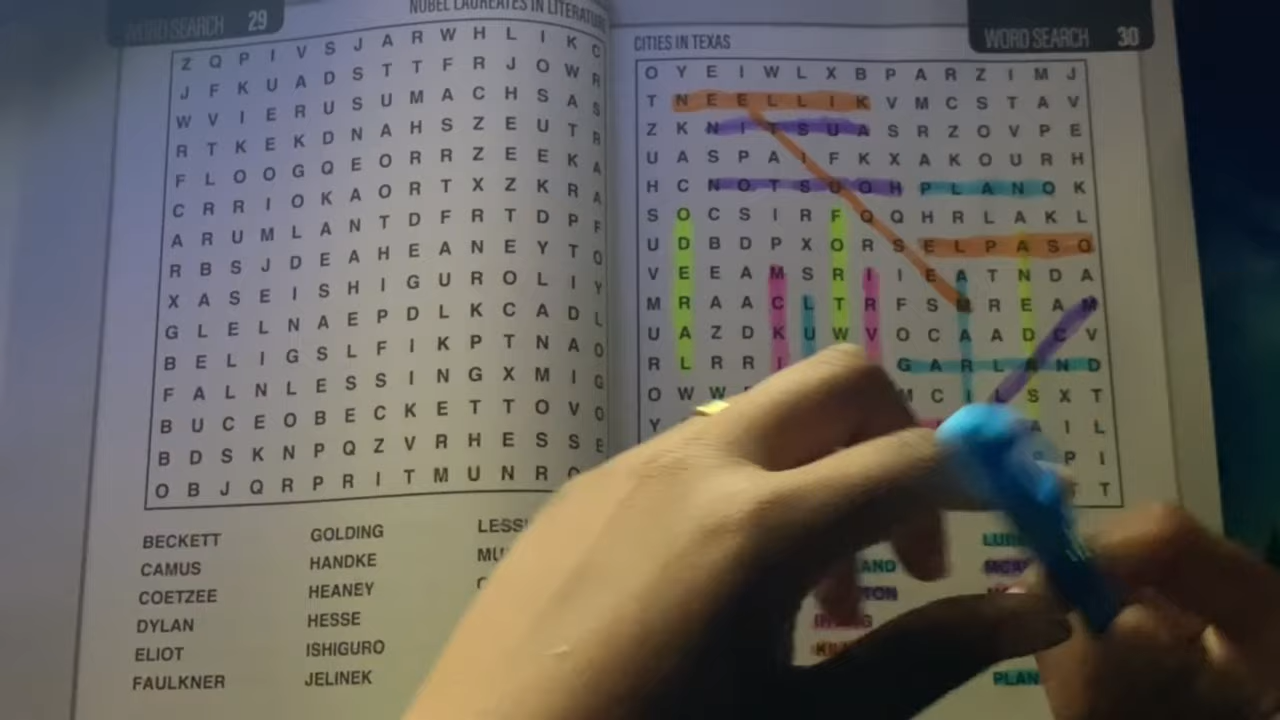 WORD SEARCH 29
NOBEL LAUREATES IN LITERATURE
Z Q P I V S J A R W H L I K C
J F K U A D S T T F R J O W R
W V I E R U S U M A C H S A S
R T K E K D N A H S Z E U T R
F L O O G Q E O R R Z E E K A
C R R I O K A O R T X Z K R A
A R U M L A N T D F R T D P F
R B S J D E A H E A N E Y T O
X A S E I S H I G U R O L I Y
G L E L N A E P D L K C A D L
B E L I G S L F I K P T N A O
F A L N L E S S I N G X M I G
B U C E O B E C K E T T O V O
B D S K N P Q Z V R H E S S E
O B J Q R P R I T M U N R O
BECKETT
CAMUS
COETZEE
DYLAN
ELIOT
FAULKNER
GOLDING
HANDKE
HEANEY
HESSE
ISHIGURO
JELINEK
CITIES IN TEXAS
WORD SEARCH 30
O Y E I W L X B P A R Z I M J
T N E E L L I K V M C S T A V
Z K N I T S U A S R Z O V P E
U A S P A I F K X A K O U R H
H C N O T S U O H P L A N O K
S O C S I R F Q Q H R L A K L
U D B D P X O R S E L P A S O
V E E A M S R I I E A T N D A
M R A A C L T R F S M R E A M
U A Z D K U W V O C A A D C V
R L R R I G A R L A N D
O W W M C I L S X T
Y A I L
P I
T T
PLAN